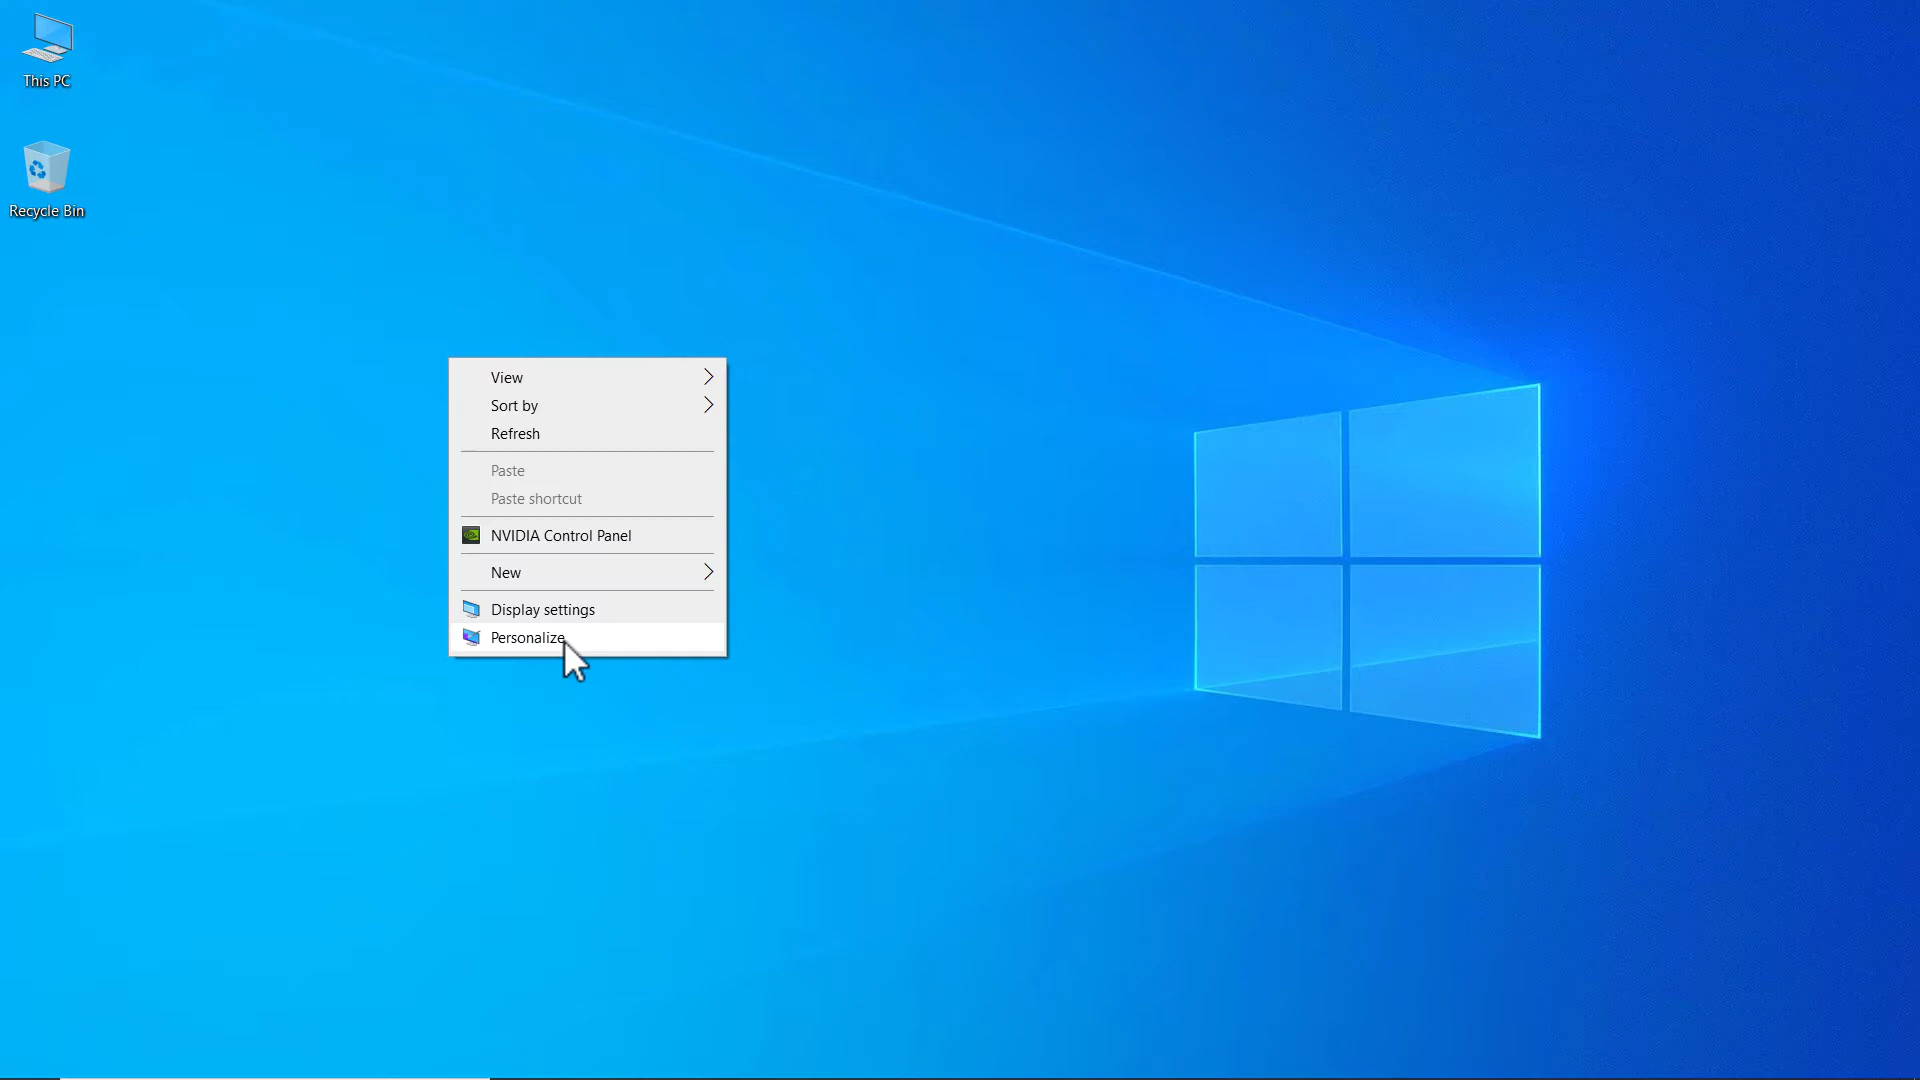 This PC
Recycle Bin
View
Sort by
Refresh
Paste
Paste shortcut
NVIDIA Control Panel
New
Display settings
Personalize